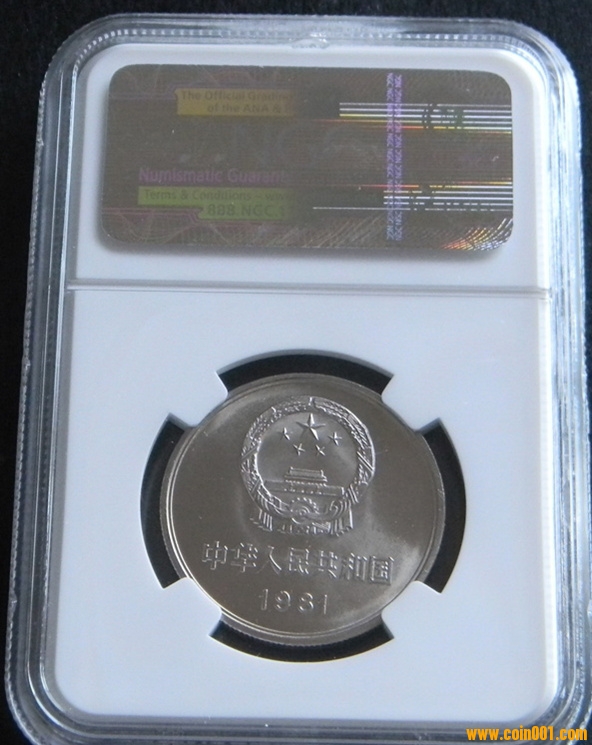 The Official Grading
of the ANA &
Numismatic Guaran
Terms & Conditions
888.NGC.
中华人民共和国
1981
www.coin001.com